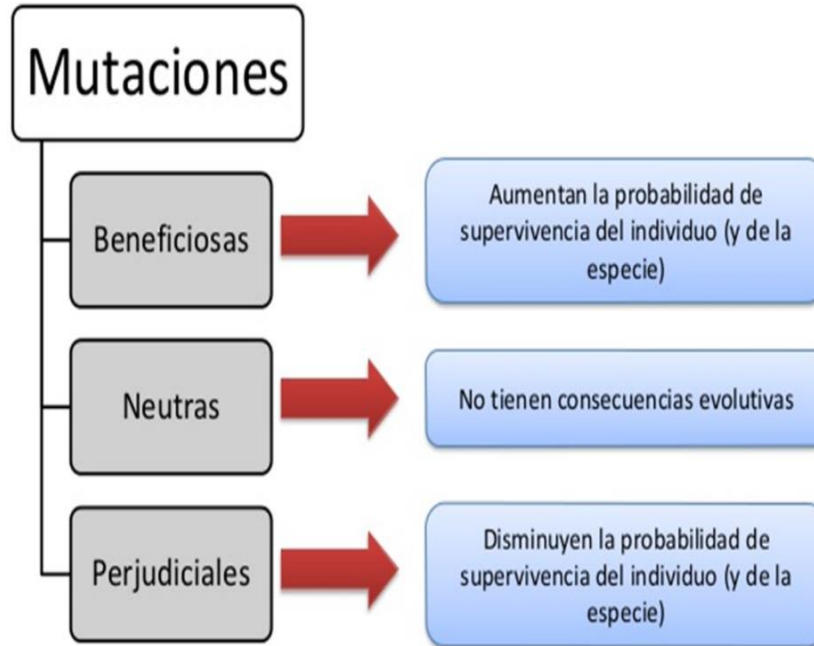 Mutaciones
Beneficiosas
Aumentan la probabilidad de
supervivencia del individuo (y de la
especie)
Neutras
No tienen consecuencias evolutivas
Perjudiciales
Disminuyen la probabilidad de
supervivencia del individuo (y de la
especie)